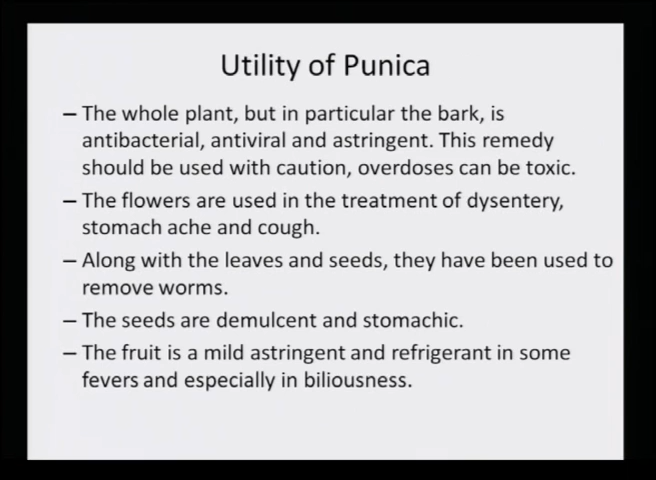 Utility of Punica
– The whole plant, but in particular the bark, is
antibacterial, antiviral and astringent. This remedy
should be used with caution, overdoses can be toxic.
– The flowers are used in the treatment of dysentery,
stomach ache and cough.
– Along with the leaves and seeds, they have been used to
remove worms.
– The seeds are demulcent and stomachic.
– The fruit is a mild astringent and refrigerant in some
fevers and especially in biliousness.